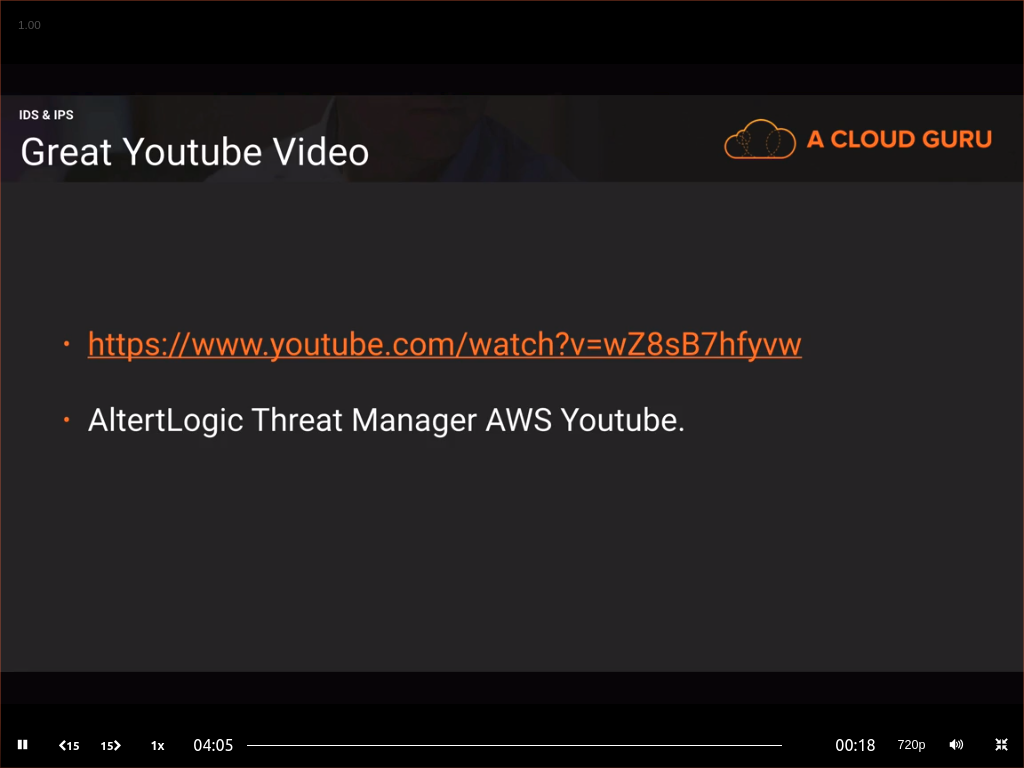 1.00
IDS & IPS
Great Youtube Video
A CLOUD GURU
• https://www.youtube.com/watch?v=wZ8sB7hfyvw
• AltertLogic Threat Manager AWS Youtube.
15 15 1x 04:05 00:18 720p